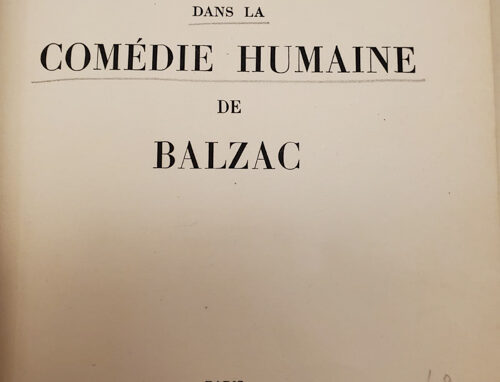 DANS LA
COMÉDIE HUMAINE
DE
BALZAC